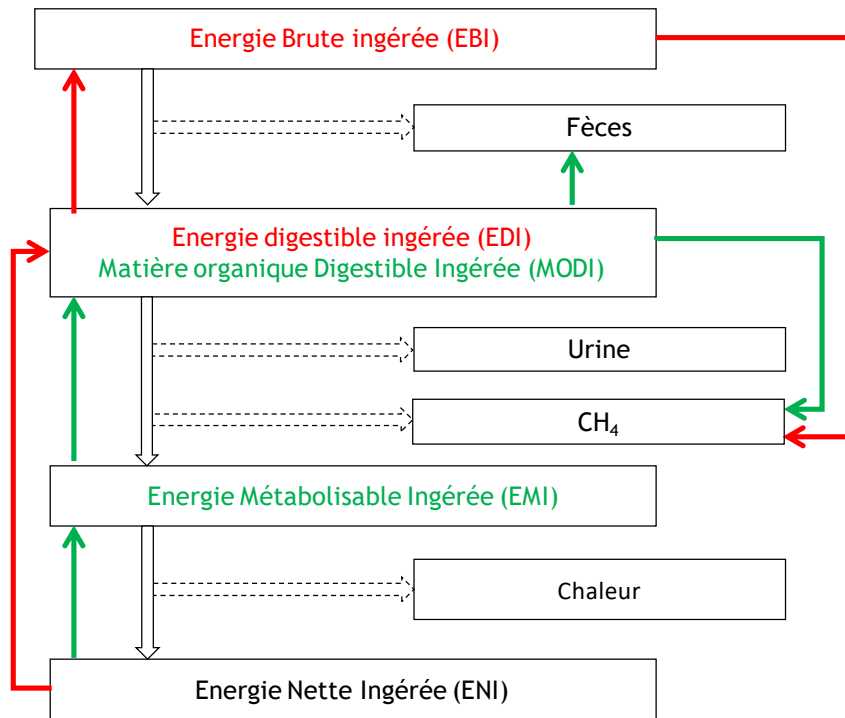 Energie Brute ingérée (EBI)
Fèces
Energie digestible ingérée (EDI)
Matière organique Digestible Ingérée (MODI)
Urine
CH₄
Energie Métabolisable Ingérée (EMI)
Chaleur
Energie Nette Ingérée (ENI)